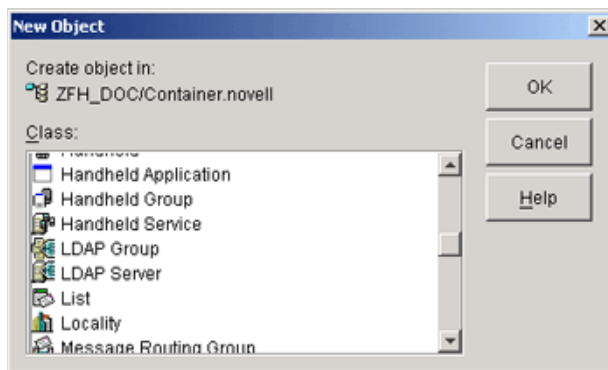 New Object
Create object in:
ZFH_DOC/Container.novell
Class:
Handheld
Handheld Application
Handheld Group
Handheld Service
LDAP Group
LDAP Server
List
Locality
Message Routing Group
OK
Cancel
Help